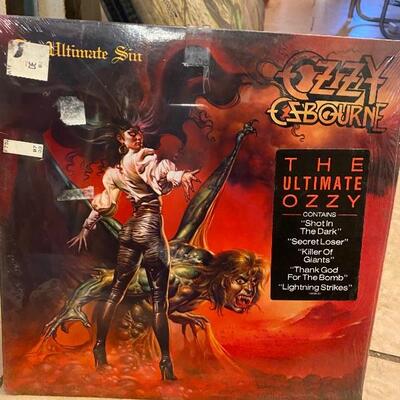 Ultimate Sin
OZZY
OSBOURNE
THE
ULTIMATE
OZZY
CONTAINS
"Shot In
The Dark"
"Secret Loser"
"Killer Of
Giants"
"Thank God
For The Bomb"
"Lightning Strikes"